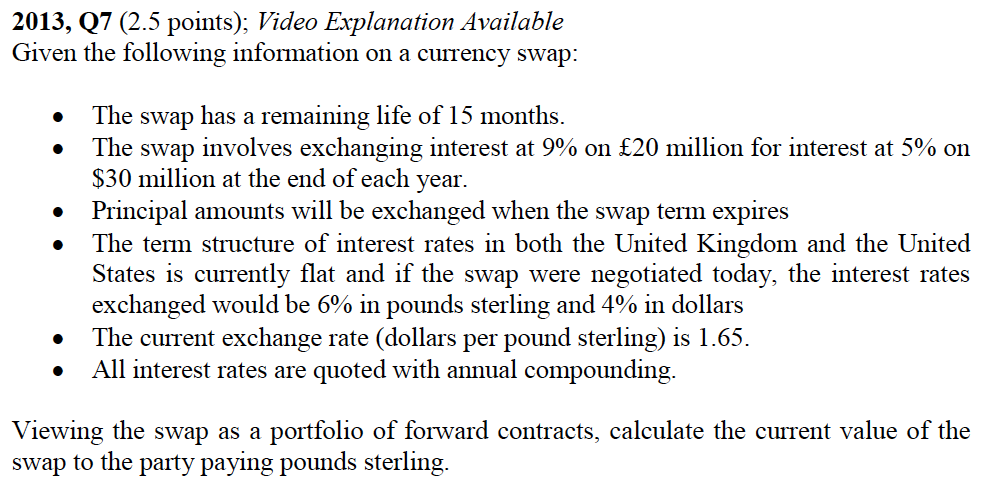 2013, Q7 (2.5 points); Video Explanation Available
Given the following information on a currency swap:
• The swap has a remaining life of 15 months.
• The swap involves exchanging interest at 9% on £20 million for interest at 5% on
$30 million at the end of each year.
• Principal amounts will be exchanged when the swap term expires
• The term structure of interest rates in both the United Kingdom and the United
States is currently flat and if the swap were negotiated today, the interest rates
exchanged would be 6% in pounds sterling and 4% in dollars
• The current exchange rate (dollars per pound sterling) is 1.65.
• All interest rates are quoted with annual compounding.
Viewing the swap as a portfolio of forward contracts, calculate the current value of the
swap to the party paying pounds sterling.